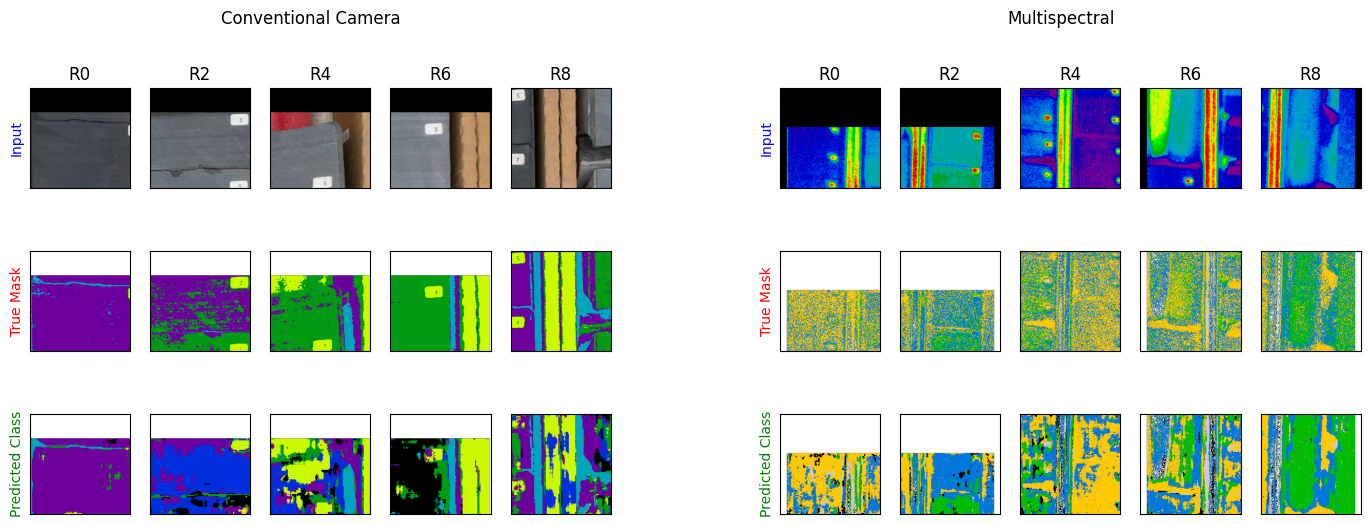 Conventional Camera
Multispectral
R0 R2 R4 R6 R8
R0 R2 R4 R6 R8
Input
Input
True Mask
True Mask
Predicted Class
Predicted Class